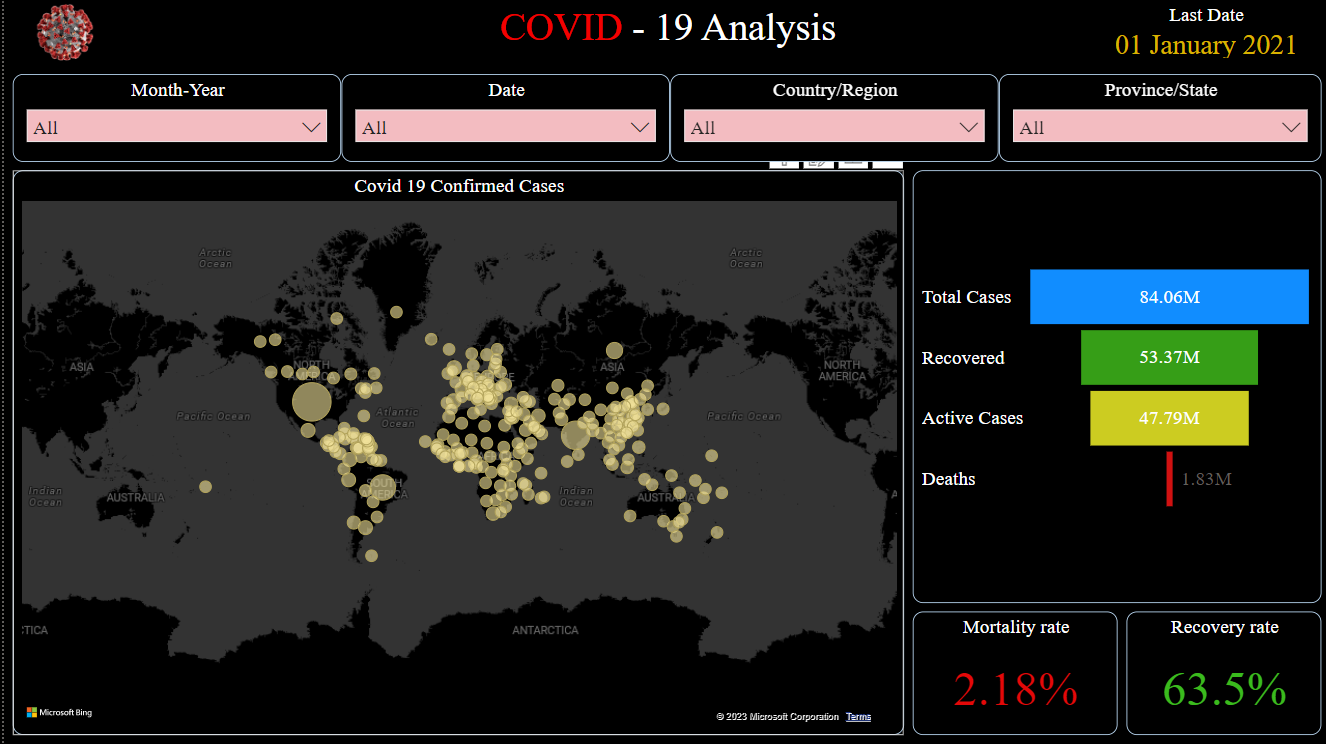 COVID - 19 Analysis
Last Date
01 January 2021
Month-Year
All
Date
All
Country/Region
All
Province/State
All
Covid 19 Confirmed Cases
Arctic
Ocean
Arctic
Ocean
ASIA
NORTH
AMERICA
ASIA
NORTH
AMERICA
Pacific Ocean
Atlantic
Ocean
Pacific Ocean
Indian
Ocean
AUSTRALIA
SOUTH
AMERICA
Indian
Ocean
AUSTRALIA
CTICA
ANTARCTICA
Microsoft Bing
© 2023 Microsoft Corporation Terms
Total Cases 84.06M
Recovered 53.37M
Active Cases 47.79M
Deaths 1.83M
Mortality rate
2.18%
Recovery rate
63.5%